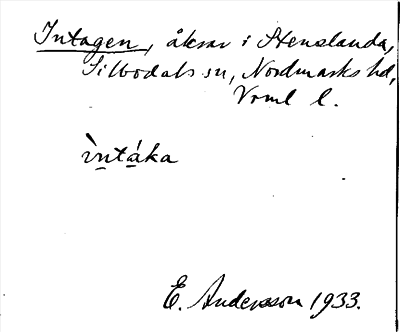 Intagen, åkrar i Stenslanda,
Silbodals sn, Nordmarks hd,
Vrml l.
ìntáka
E. Andersson 1933.